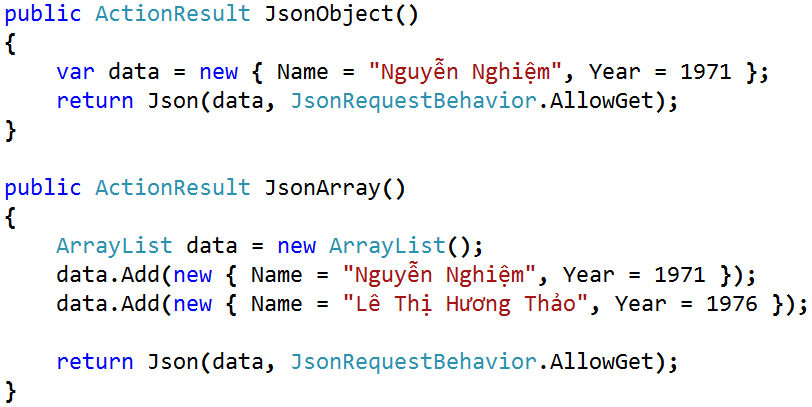 public ActionResult JsonObject()
{
    var data = new { Name = "Nguyễn Nghiệm", Year = 1971 };
    return Json(data, JsonRequestBehavior.AllowGet);
}

public ActionResult JsonArray()
{
    ArrayList data = new ArrayList();
    data.Add(new { Name = "Nguyễn Nghiệm", Year = 1971 });
    data.Add(new { Name = "Lê Thị Hương Thảo", Year = 1976 });

    return Json(data, JsonRequestBehavior.AllowGet);
}